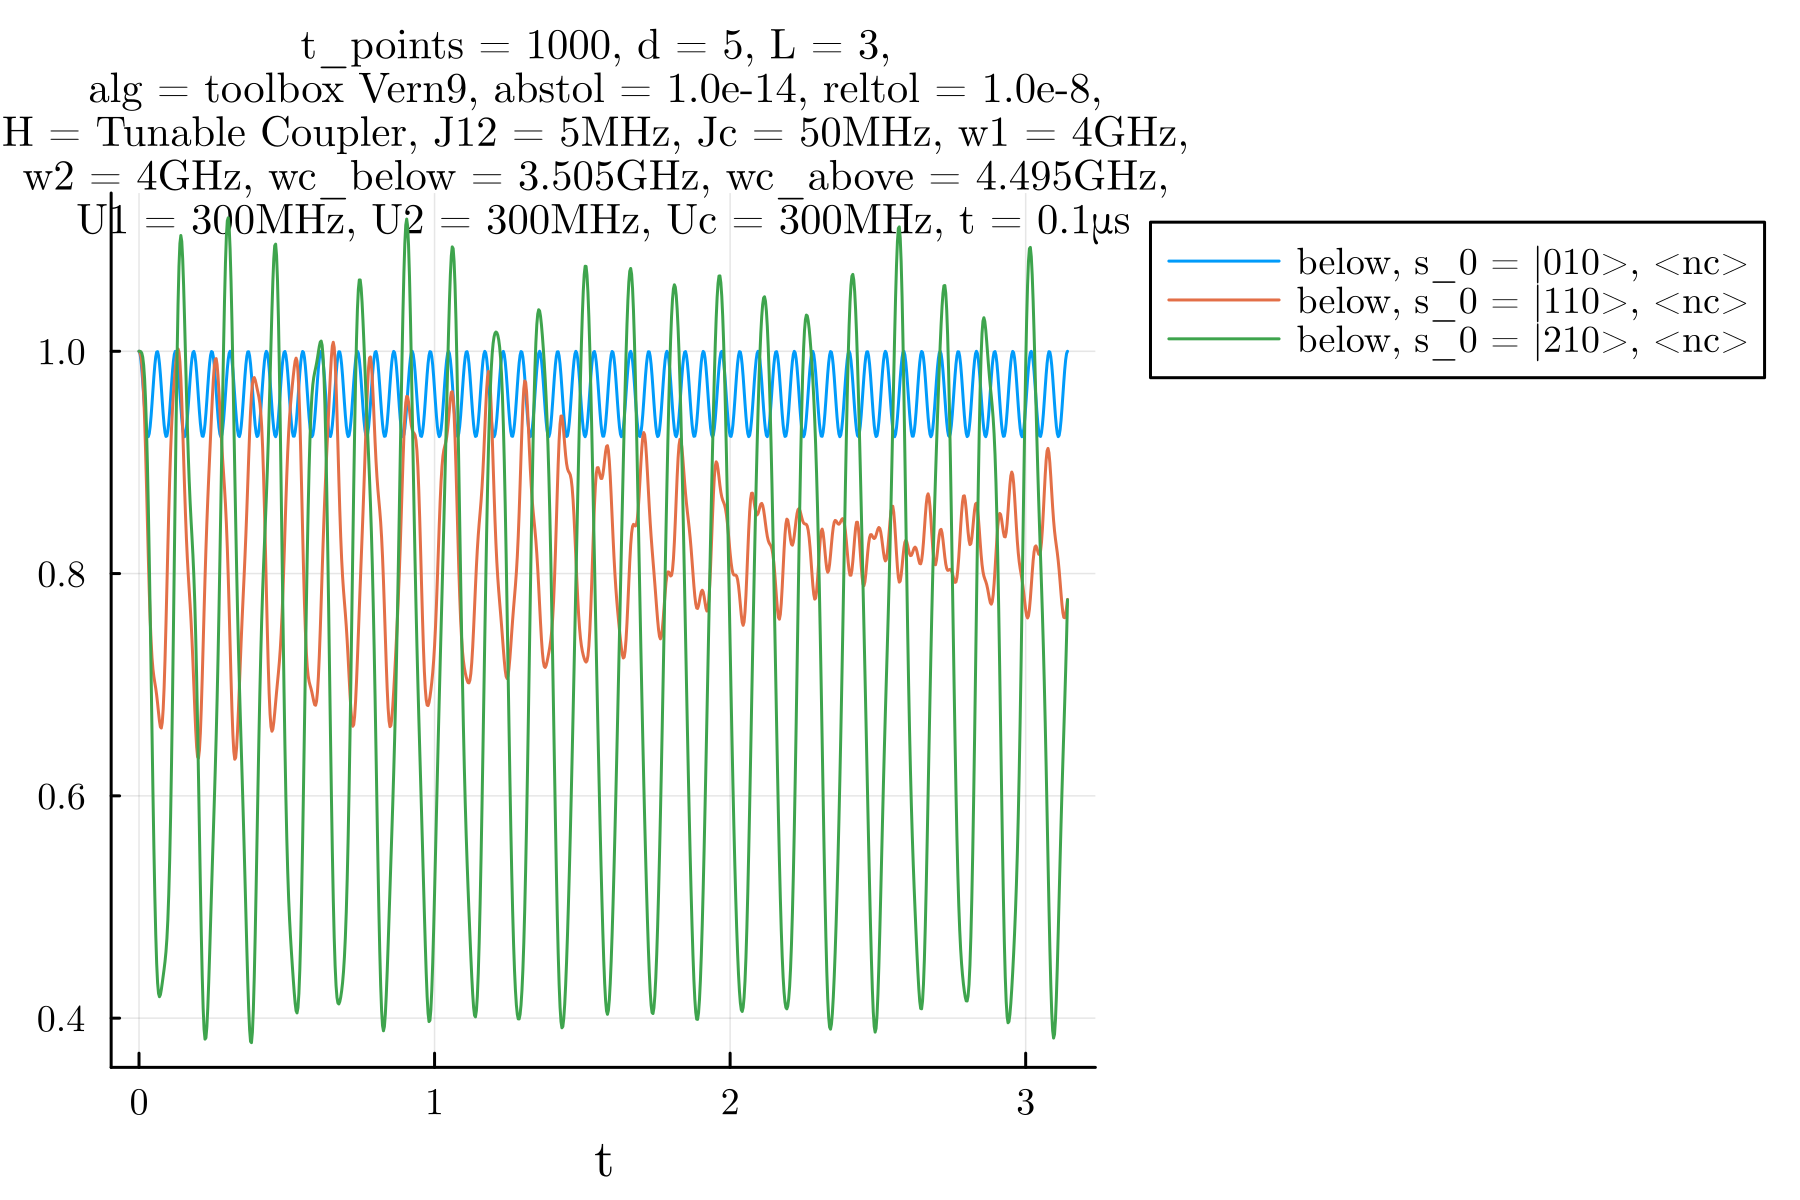 t_points = 1000, d = 5, L = 3,
alg = toolbox Vern9, abstol = 1.0e-14, reltol = 1.0e-8,
H = Tunable Coupler, J12 = 5MHz, Jc = 50MHz, w1 = 4GHz,
w2 = 4GHz, wc_below = 3.505GHz, wc_above = 4.495GHz,
U1 = 300MHz, U2 = 300MHz, Uc = 300MHz, t = 0.1μs
below, s_0 = |010>, <nc>
below, s_0 = |110>, <nc>
below, s_0 = |210>, <nc>
1.0
0.8
0.6
0.4
0 1 2 3
t